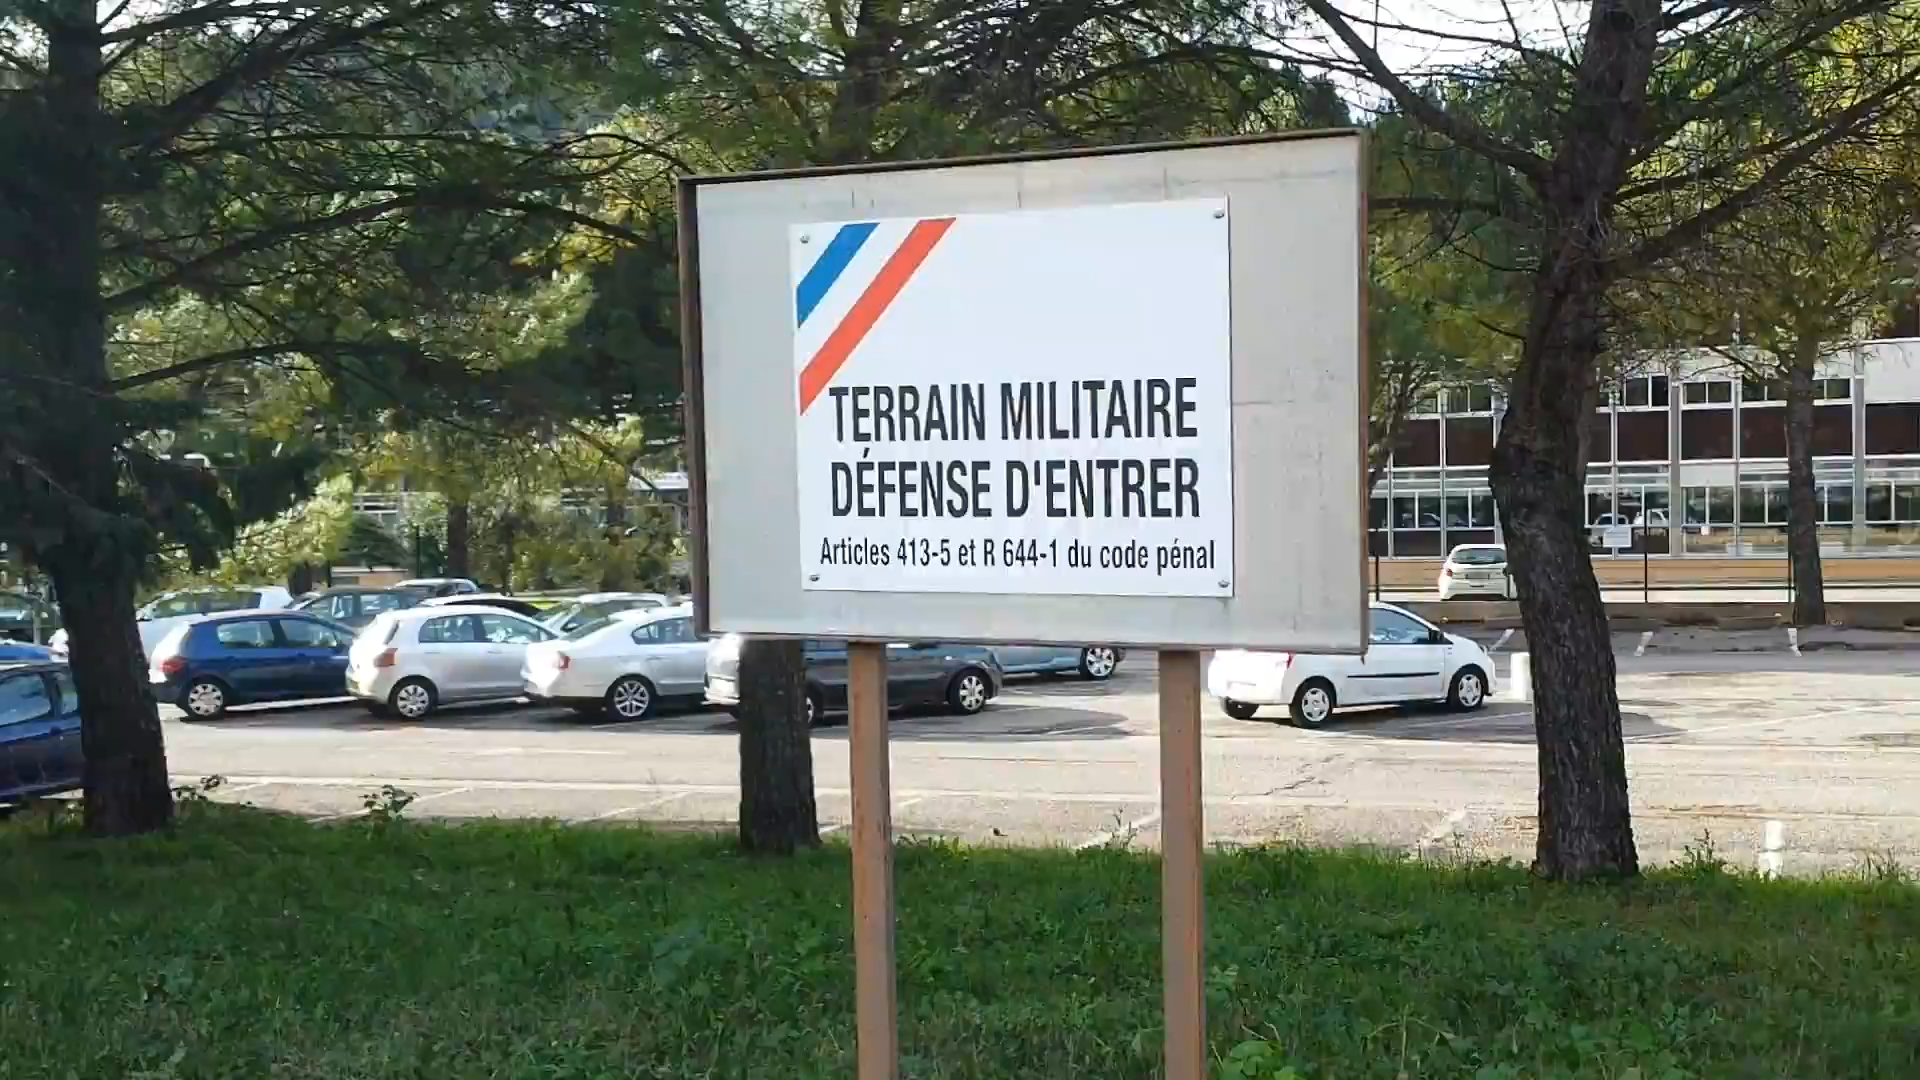 TERRAIN MILITAIRE
DÉFENSE D'ENTRER
Articles 413-5 et R 644-1 du code pénal